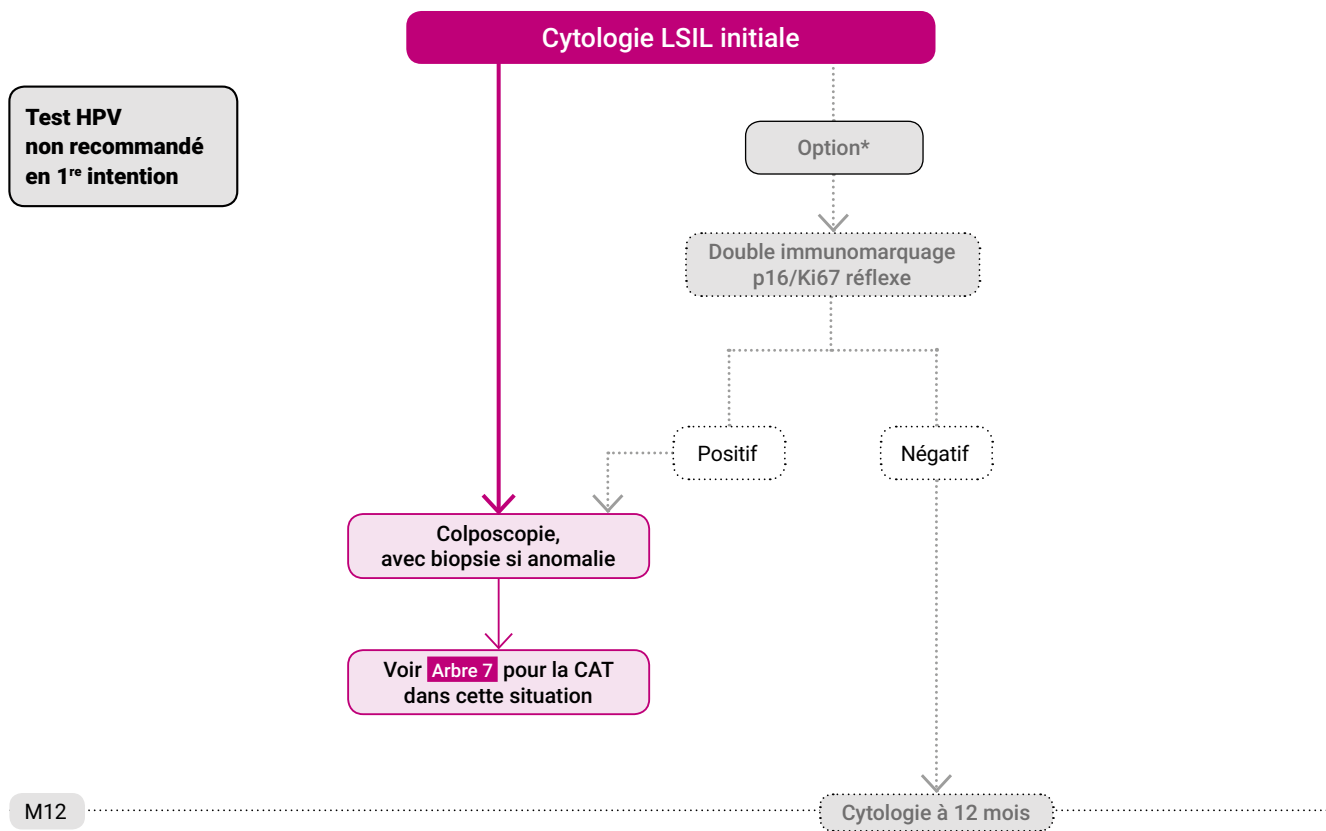 Cytologie LSIL initiale
Test HPV
non recommandé
en 1re intention
Option*
Double immunomarquage
p16/Ki67 réflexe
Positif
Négatif
Colposcopie,
avec biopsie si anomalie
Voir Arbre 7 pour la CAT
dans cette situation
M12
Cytologie à 12 mois